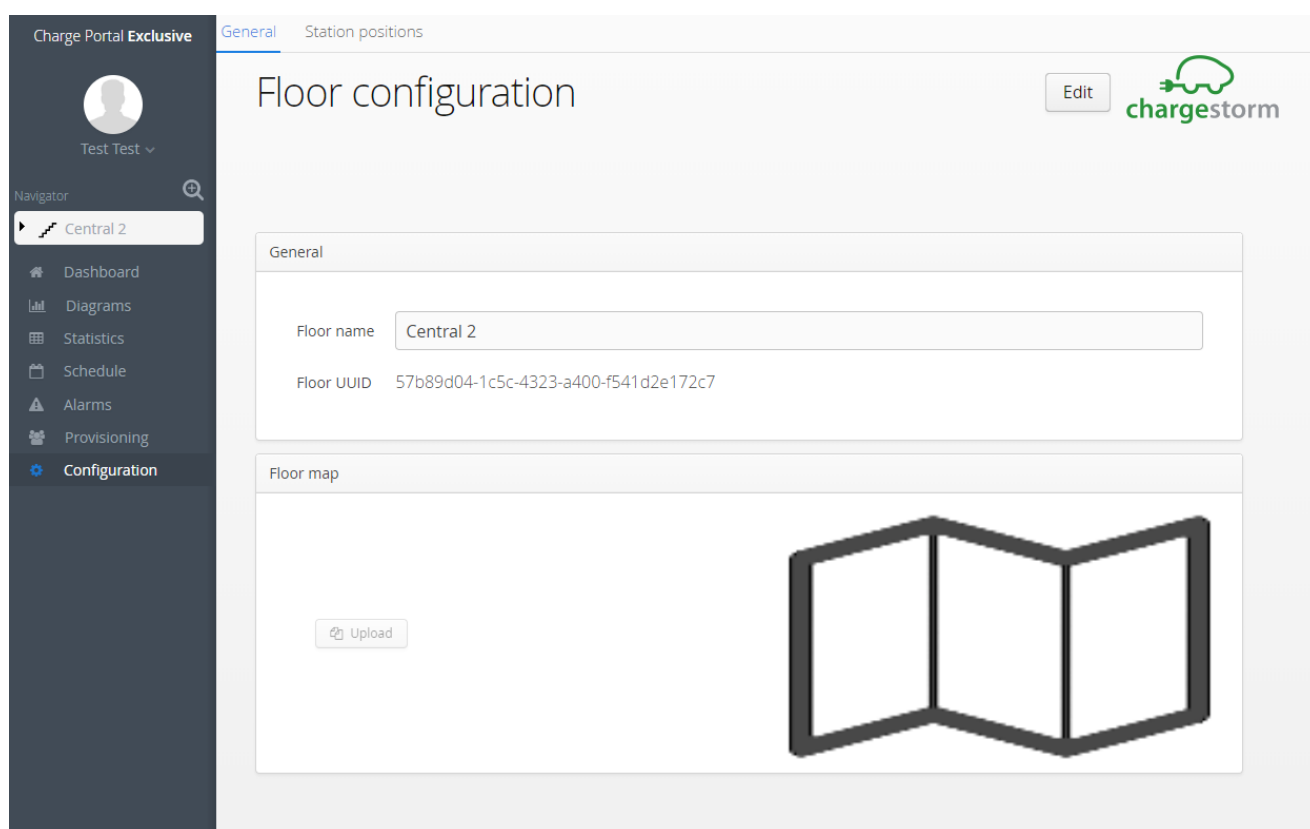 Charge Portal Exclusive
General
Station positions
Floor configuration
Edit
chargestorm
Test Test
Navigator
Central 2
Dashboard
Diagrams
Statistics
Schedule
Alarms
Provisioning
Configuration
General
Floor name
Central 2
Floor UUID
57b89d04-1c5c-4323-a400-f541d2e172c7
Floor map
Upload